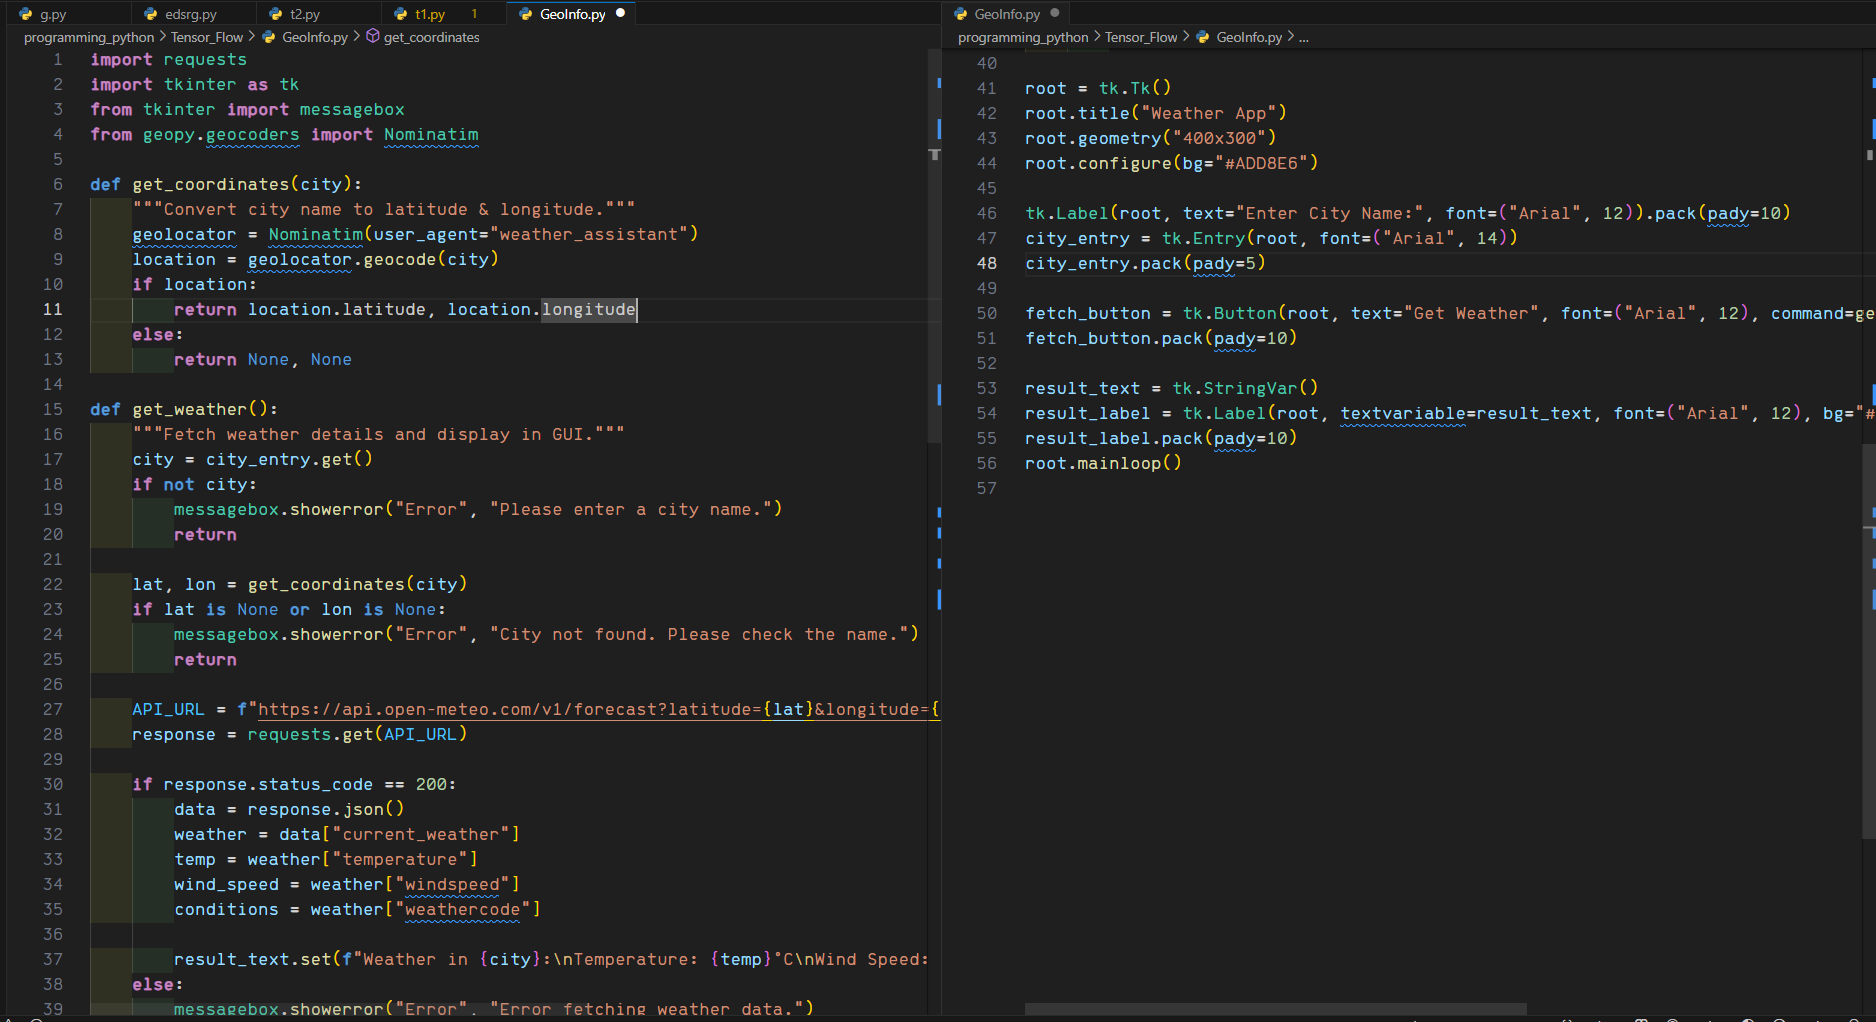 g.py edsrg.py t2.py t1.py 1 GeoInfo.py
programming_python > Tensor_Flow > GeoInfo.py > get_coordinates
1 import requests
2 import tkinter as tk
3 from tkinter import messagebox
4 from geopy.geocoders import Nominatim
5
6 def get_coordinates(city):
7 """Convert city name to latitude & longitude."""
8 geolocator = Nominatim(user_agent="weather_assistant")
9 location = geolocator.geocode(city)
10 if location:
11 return location.latitude, location.longitude
12 else:
13 return None, None
14
15 def get_weather():
16 """Fetch weather details and display in GUI."""
17 city = city_entry.get()
18 if not city:
19 messagebox.showerror("Error", "Please enter a city name.")
20 return
21
22 lat, lon = get_coordinates(city)
23 if lat is None or lon is None:
24 messagebox.showerror("Error", "City not found. Please check the name.")
25 return
26
27 API_URL = f"https://api.open-meteo.com/v1/forecast?latitude={lat}&longitude={
28 response = requests.get(API_URL)
29
30 if response.status_code == 200:
31 data = response.json()
32 weather = data["current_weather"]
33 temp = weather["temperature"]
34 wind_speed = weather["windspeed"]
35 conditions = weather["weathercode"]
36
37 result_text.set(f"Weather in {city}:\nTemperature: {temp}°C\nWind Speed:
38 else:
39 messagebox.showerror("Error", "Error fetching weather data.")
GeoInfo.py
programming_python > Tensor_Flow > GeoInfo.py > ...
40
41 root = tk.Tk()
42 root.title("Weather App")
43 root.geometry("400x300")
44 root.configure(bg="#ADD8E6")
45
46 tk.Label(root, text="Enter City Name:", font=("Arial", 12)).pack(pady=10)
47 city_entry = tk.Entry(root, font=("Arial", 14))
48 city_entry.pack(pady=5)
49
50 fetch_button = tk.Button(root, text="Get Weather", font=("Arial", 12), command=ge
51 fetch_button.pack(pady=10)
52
53 result_text = tk.StringVar()
54 result_label = tk.Label(root, textvariable=result_text, font=("Arial", 12), bg="#
55 result_label.pack(pady=10)
56 root.mainloop()
57